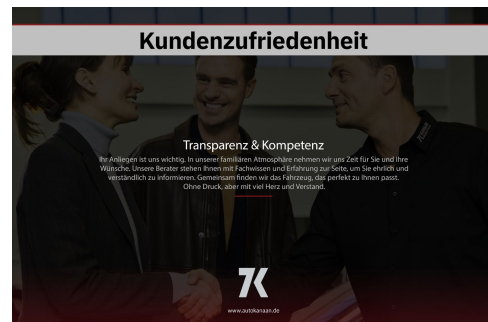 Kundenzufriedenheit
Transparenz & Kompetenz
Ihr Anliegen ist uns wichtig. In unserer familiären Atmosphäre nehmen wir uns Zeit für Sie und Ihre
Wünsche. Unsere Berater stehen Ihnen mit Fachwissen und Erfahrung zur Seite, um Sie ehrlich und
verständlich zu informieren. Gemeinsam finden wir das Fahrzeug, das perfekt zu Ihnen passt.
Ohne Druck, aber mit viel Herz und Verstand.
7K
www.autokanaan.de